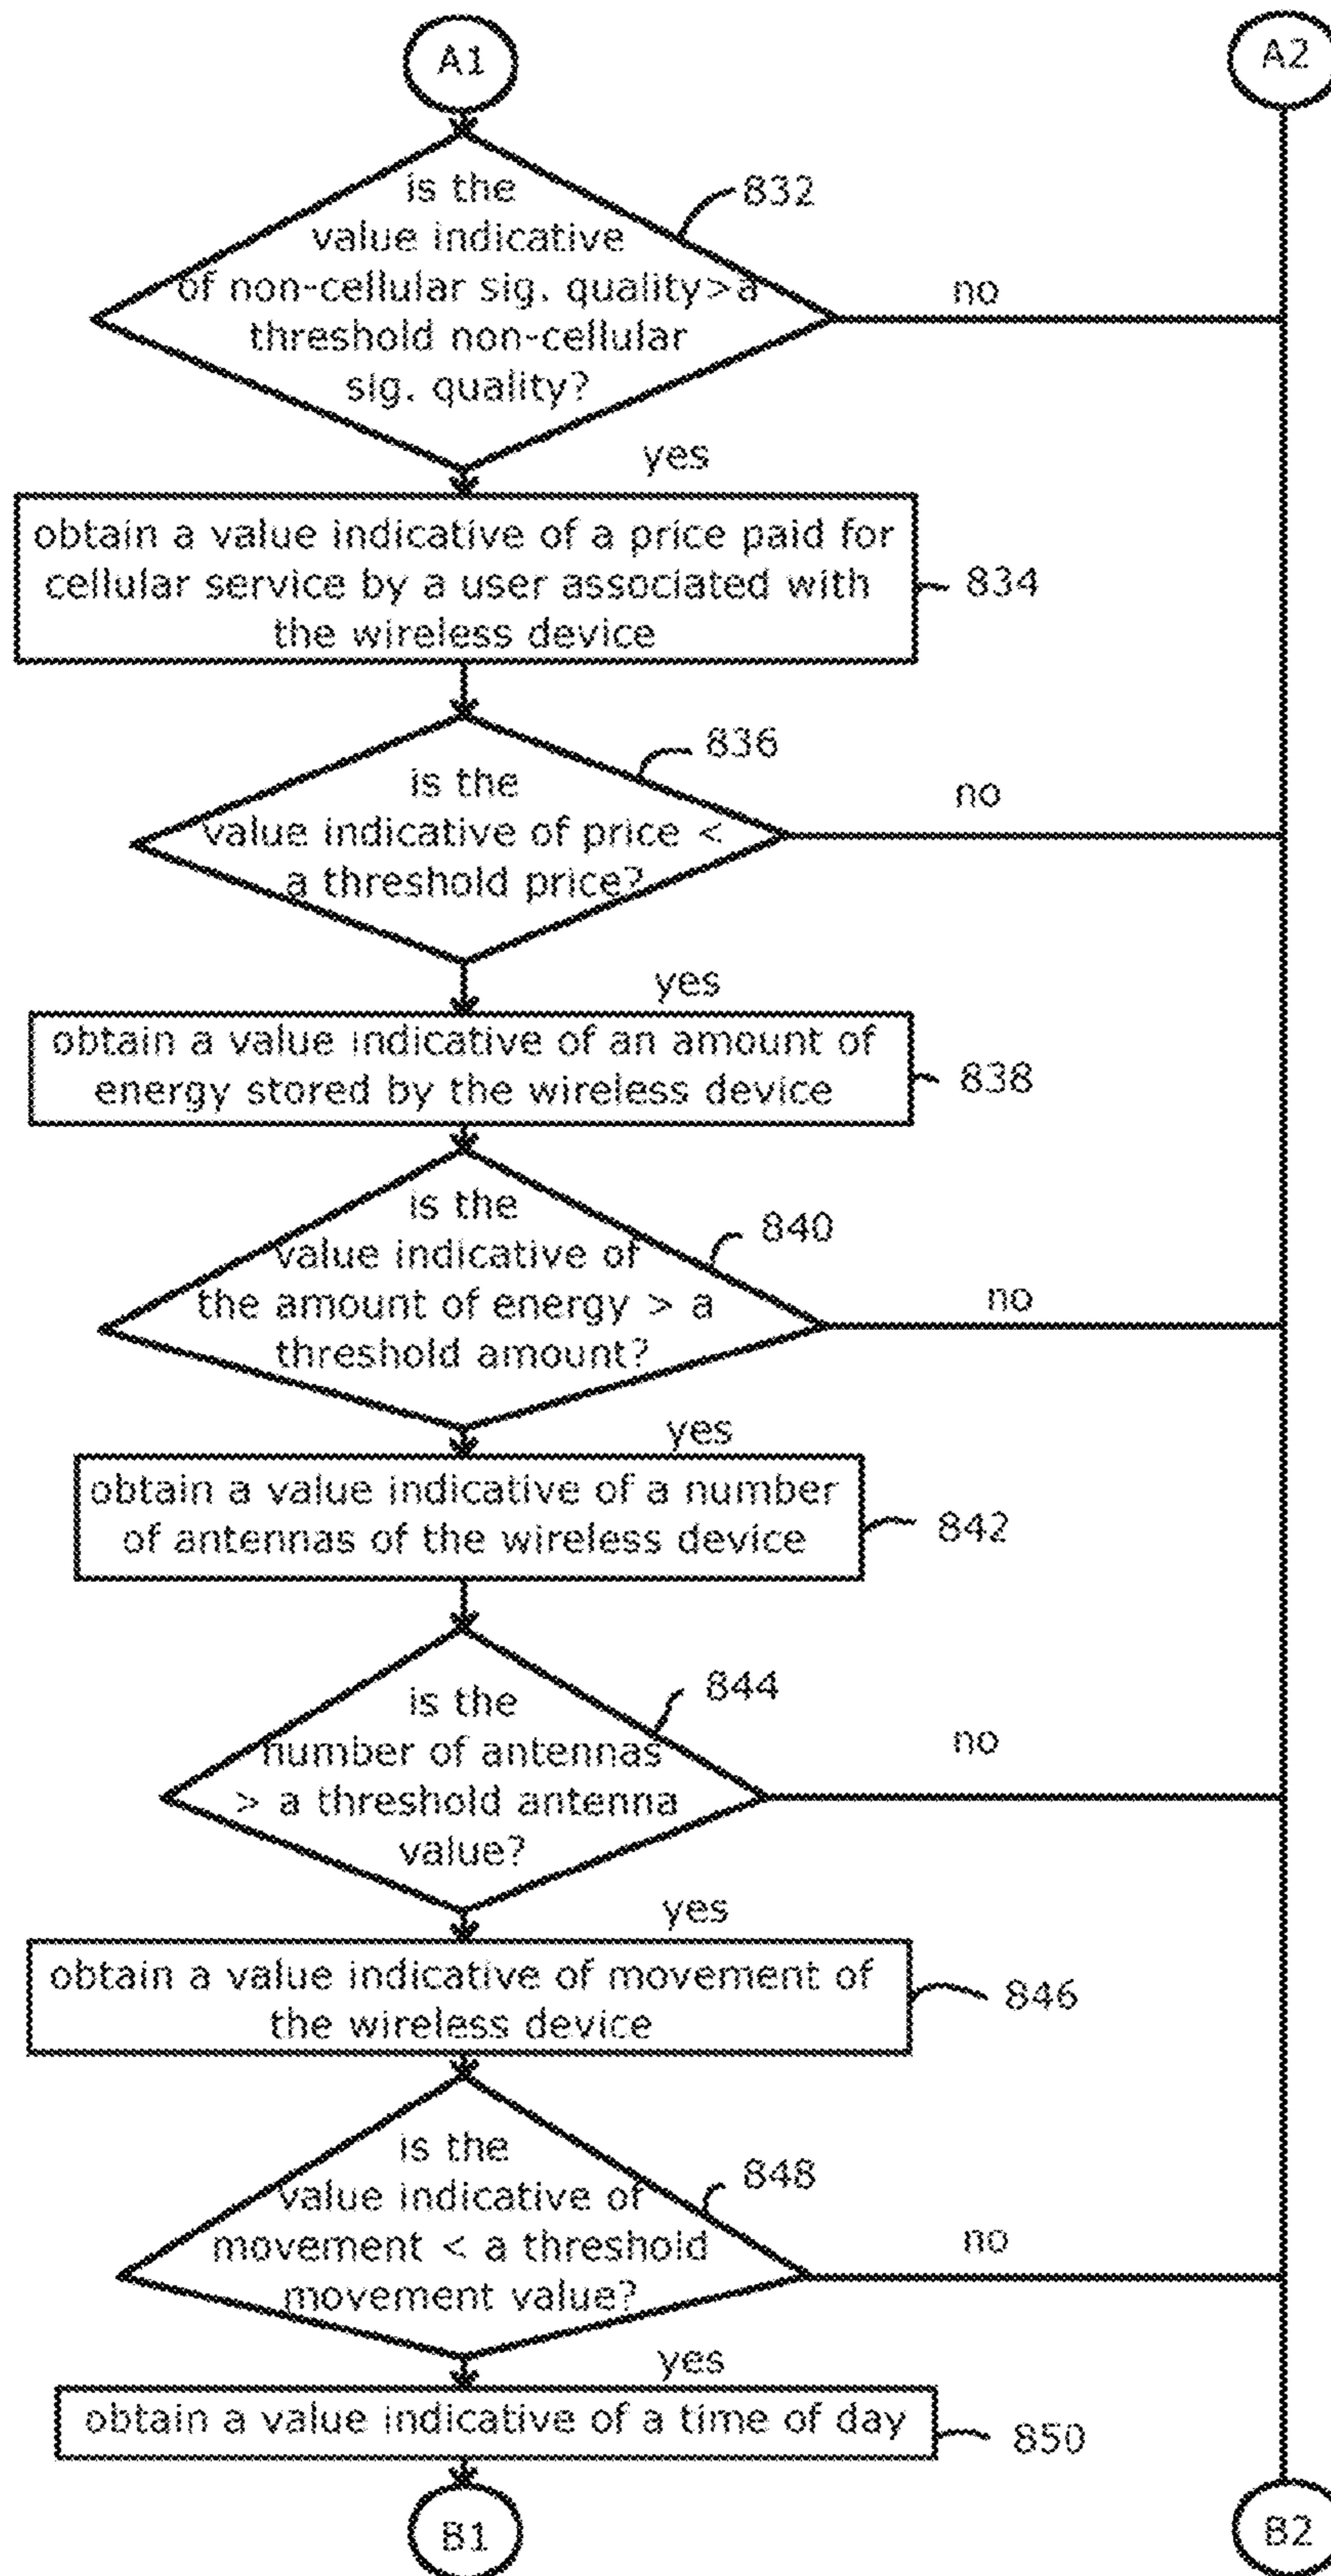 A1
A2
is the
value indicative
of non-cellular sig. quality>a
threshold non-cellular
sig. quality?
832
no
yes
obtain a value indicative of a price paid for
cellular service by a user associated with
the wireless device
834
is the
value indicative of price <
a threshold price?
836
no
yes
obtain a value indicative of an amount of
energy stored by the wireless device
838
is the
value indicative of
the amount of energy > a
threshold amount?
840
no
yes
obtain a value indicative of a number
of antennas of the wireless device
842
is the
number of antennas
> a threshold antenna
value?
844
no
yes
obtain a value indicative of movement of
the wireless device
846
is the
value indicative of
movement < a threshold
movement value?
848
no
yes
obtain a value indicative of a time of day
850
B1
B2